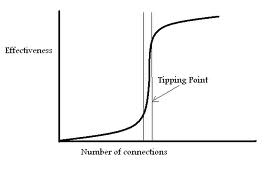 Effectiveness
Tipping Point
Number of connections